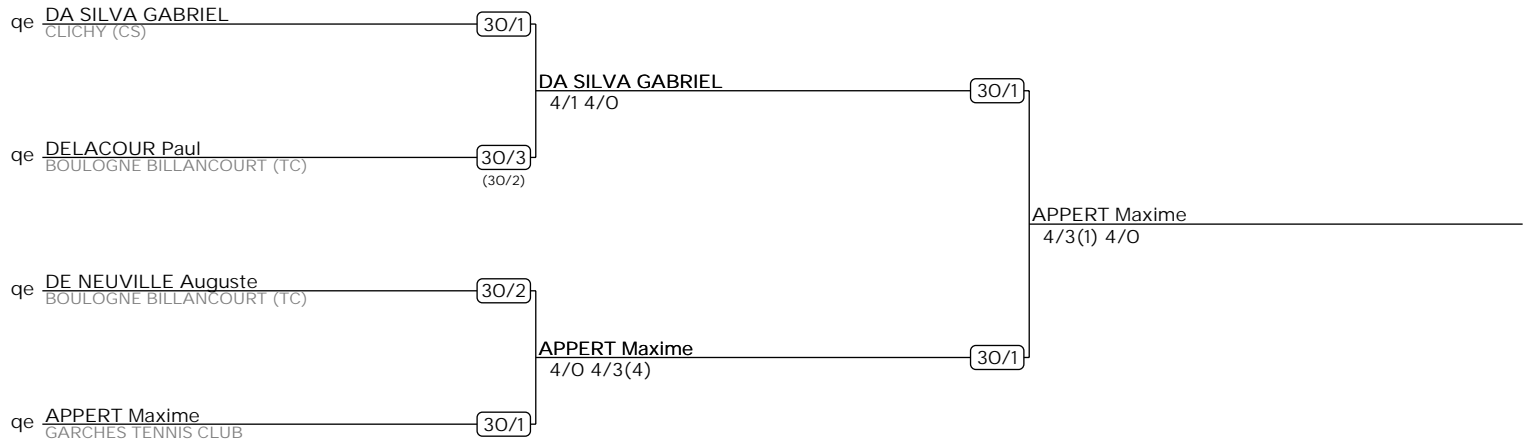 qe DA SILVA GABRIEL 30/1
CLICHY (CS)
DA SILVA GABRIEL 30/1
4/1 4/0
qe DELACOUR Paul 30/3
BOULOGNE BILLANCOURT (TC)
(30/2)
APPERT Maxime
4/3(1) 4/0
qe DE NEUVILLE Auguste 30/2
BOULOGNE BILLANCOURT (TC)
APPERT Maxime 30/1
4/0 4/3(4)
qe APPERT Maxime 30/1
GARCHES TENNIS CLUB